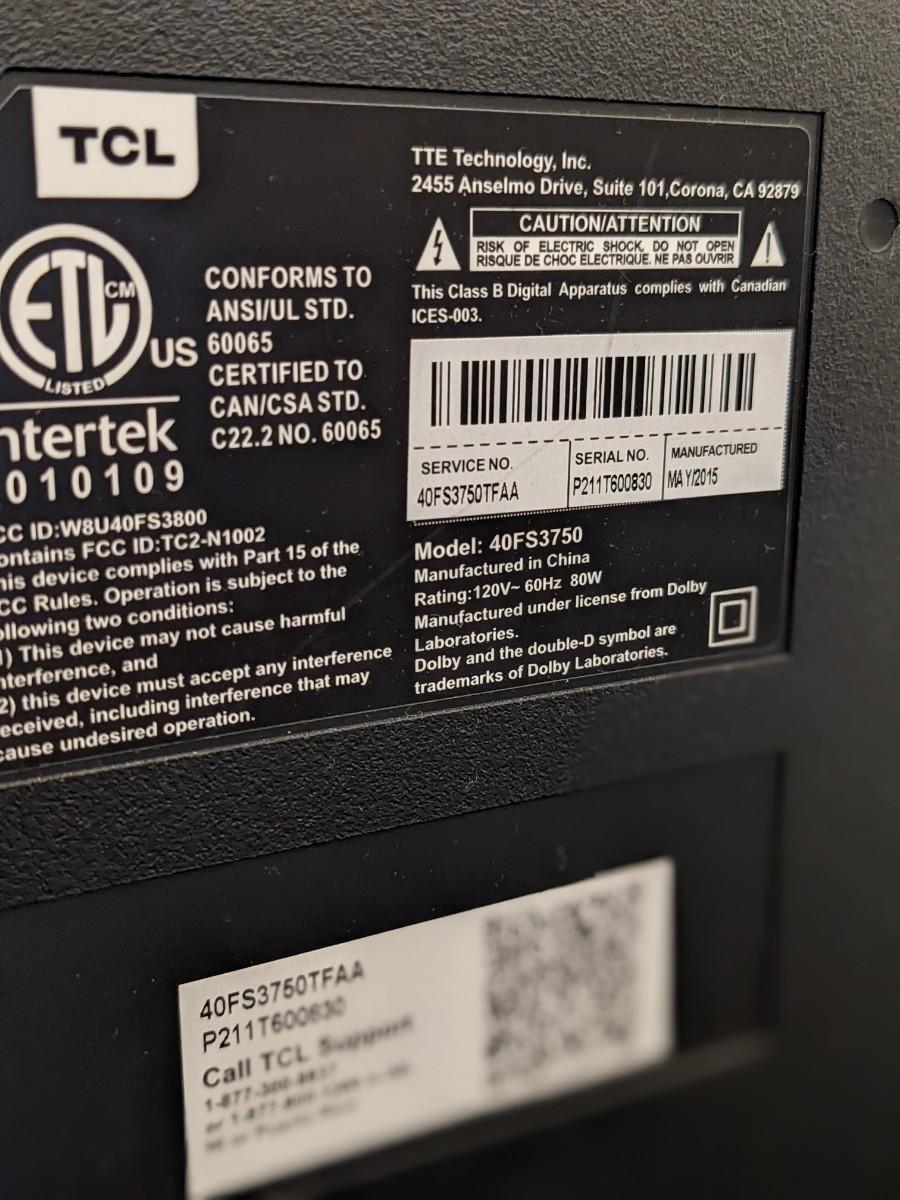 TCL
ETL CM
LISTED
US
ntertek
010109
CONFORMS TO
ANSI/UL STD.
60065
CERTIFIED TO
CAN/CSA STD.
C22.2 NO. 60065
CC ID:W8U40FS3800
ontains FCC ID:TC2-N1002
his device complies with Part 15 of the
CC Rules. Operation is subject to the
ollowing two conditions:
) This device may not cause harmful
nterference, and
2) this device must accept any interference
eceived, including interference that may
cause undesired operation.
TTE Technology, Inc.
2455 Anselmo Drive, Suite 101,Corona, CA 92879
CAUTION/ATTENTION
RISK OF ELECTRIC SHOCK. DO NOT OPEN
RISQUE DE CHOC ELECTRIQUE. NE PAS OUVRIR
This Class B Digital Apparatus complies with Canadian
ICES-003.
SERVICE NO.
40FS3750TFAA
SERIAL NO.
P211T600830
MANUFACTURED
MAY/2015
Model: 40FS3750
Manufactured in China
Rating:120V~ 60Hz 80W
Manufactured under license from Dolby
Laboratories.
Dolby and the double-D symbol are
trademarks of Dolby Laboratories.
40FS3750TFAA
P211T600830
Call TCL Support